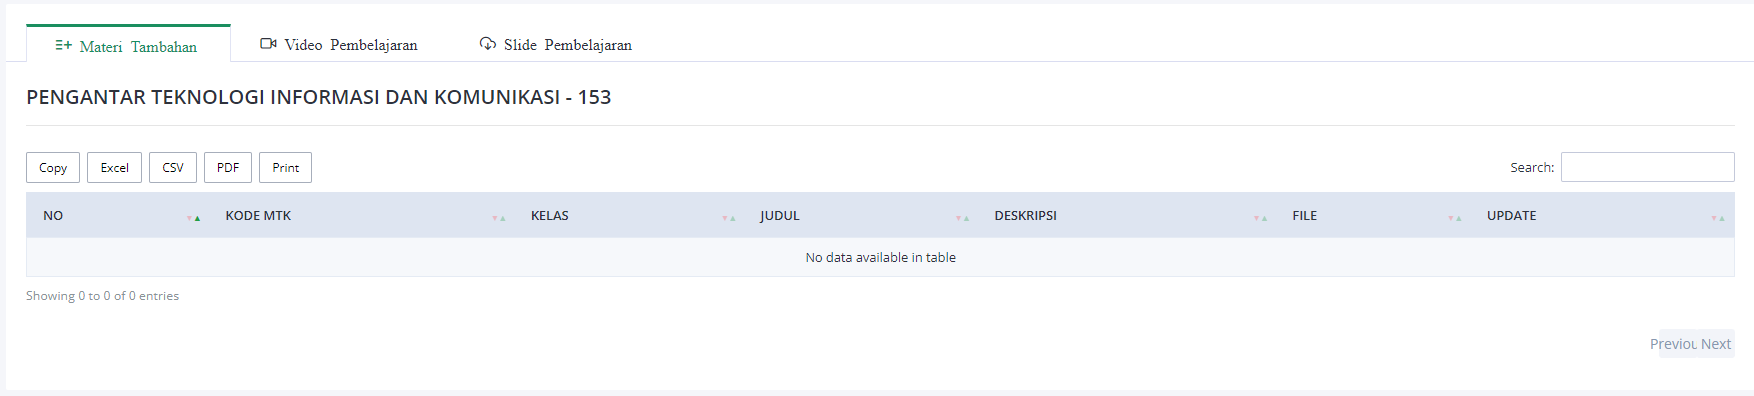 Materi Tambahan Video Pembelajaran Slide Pembelajaran
PENGANTAR TEKNOLOGI INFORMASI DAN KOMUNIKASI - 153
Copy Excel CSV PDF Print Search:
NO KODE MTK KELAS JUDUL DESKRIPSI FILE UPDATE
No data available in table
Showing 0 to 0 of 0 entries
Previou Next